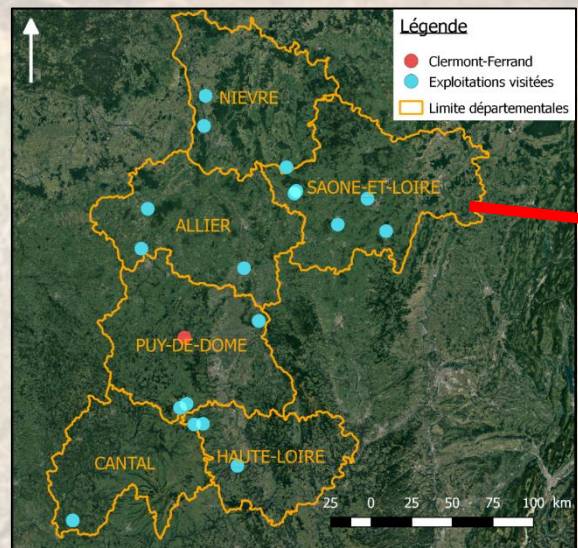 Légende
Clermont-Ferrand
Exploitations visitées
Limite départementales
NIEVRE
SAONE-ET-LOIRE
ALLIER
PUY-DE-DOME
CANTAL
HAUTE-LOIRE
25 0 25 50 75 100 km